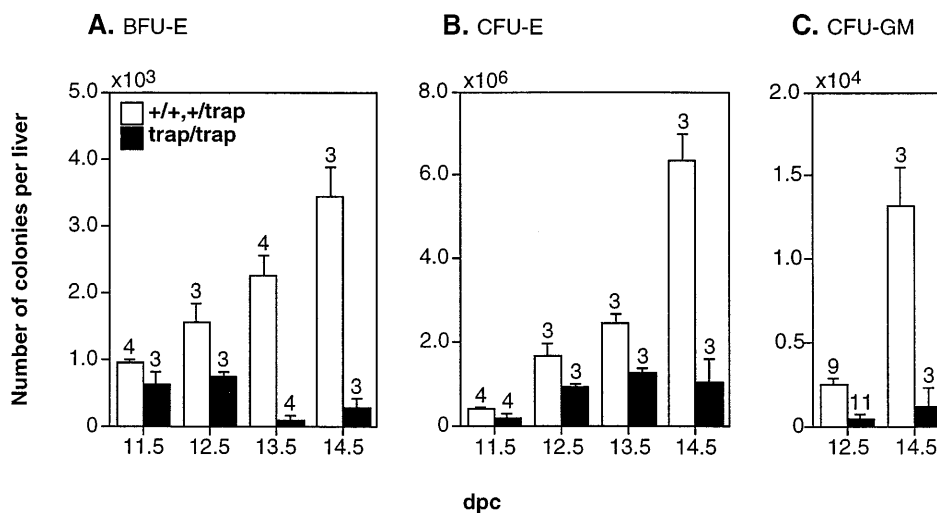 A. BFU-E
x10³
5.0
4.0
3.0
2.0
1.0
0
+/+,+/trap
trap/trap
4 3 3 3 4 4 3 3
11.5 12.5 13.5 14.5
B. CFU-E
x10⁶
8.0
6.0
4.0
2.0
0
4 4 3 3 3 3 3 3
11.5 12.5 13.5 14.5
C. CFU-GM
x10⁴
2.0
1.5
1.0
0.5
0
9 11 3 3
12.5 14.5
Number of colonies per liver
dpc